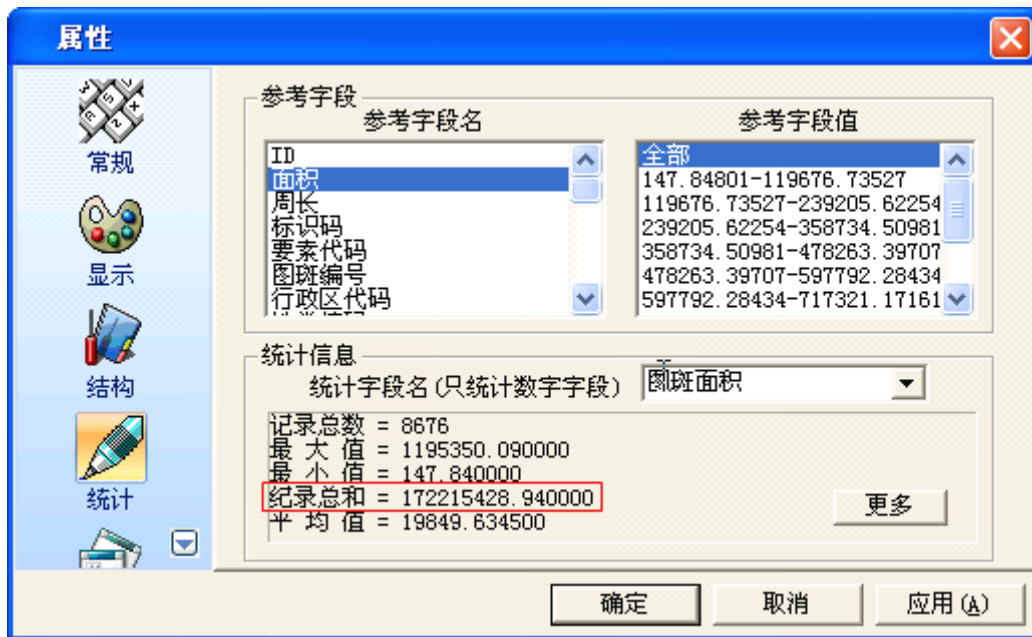 属性
常规
显示
结构
统计
参考字段
参考字段名
ID
面积
周长
标识码
要素代码
图斑编号
行政区代码
参考字段值
全部
147.84801-119676.73527
119676.73527-239205.62254
239205.62254-358734.50981
358734.50981-478263.39707
478263.39707-597792.28434
597792.28434-717321.17161
统计信息
统计字段名(只统计数字字段)
图斑面积
记录总数 = 8676
最 大 值 = 1195350.090000
最 小 值 = 147.840000
纪录总和 = 172215428.940000
平 均 值 = 19849.634500
更多
确定
取消
应用(A)